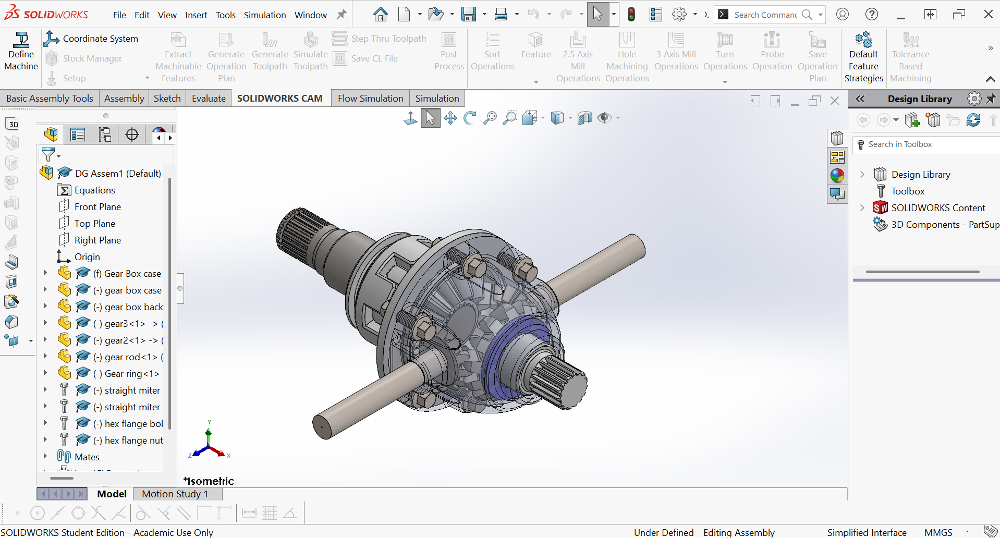 SOLIDWORKS
File Edit View Insert Tools Simulation Window
Search Command
Define
Machine
Coordinate System
Stock Manager
Setup
Extract
Machinable
Features
Generate
Operation
Plan
Generate
Toolpath
Simulate
Toolpath
Step Thru Toolpath
CL Save CL File
G1
Post
Process
Sort
Operations
Feature
2.5 Axis
Mill
Operations
Hole
Machining
Operations
3 Axis Mill
Operations
Turn
Operations
Probe
Operation
Save
Operation
Plan
Default
Feature
Strategies
Tolerance
Based
Machining
Basic Assembly Tools Assembly Sketch Evaluate SOLIDWORKS CAM Flow Simulation Simulation
Design Library
3D
Search in Toolbox
Design Library
Toolbox
SW SOLIDWORKS Content
3D Components - PartSup
DG Assem1 (Default)
Equations
Front Plane
Top Plane
Right Plane
Origin
(f) Gear Box case
(-) gear box case
(-) gear box back
(-) gear3<1> -> (
(-) gear2<1> -> (
(-) gear rod<1> (
(-) Gear ring<1>
(-) straight miter
(-) straight miter
(-) hex flange bol
(-) hex flange nut
Mates
Y
Z
X
*Isometric
Model Motion Study 1
SOLIDWORKS Student Edition - Academic Use Only
Under Defined Editing Assembly Simplified Interface MMGS